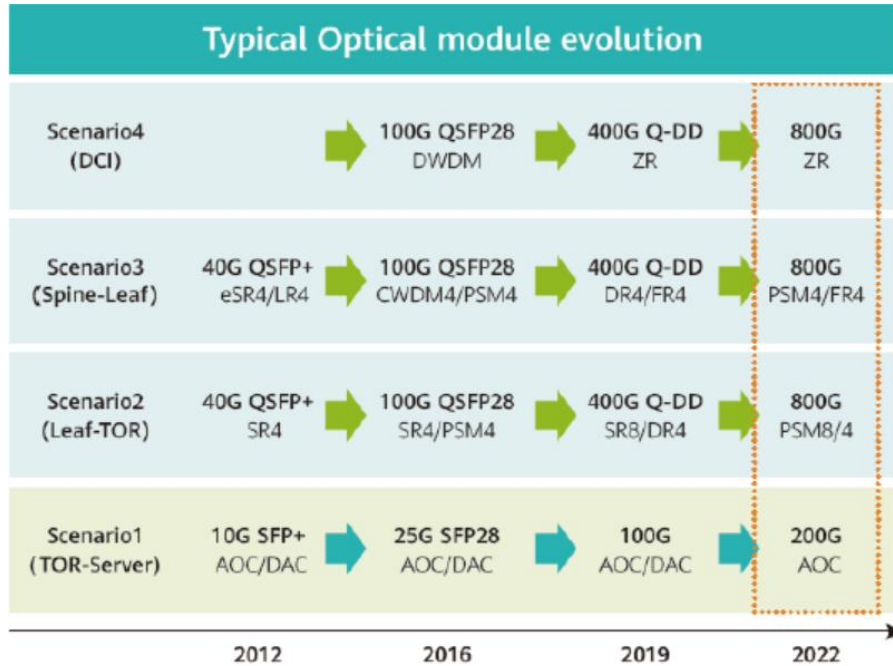 Typical Optical module evolution
Scenario4
(DCI)
100G QSFP28
DWDM
400G Q-DD
ZR
800G
ZR
Scenario3
(Spine-Leaf)
40G QSFP+
eSR4/LR4
100G QSFP28
CWDM4/PSM4
400G Q-DD
DR4/FR4
800G
PSM4/FR4
Scenario2
(Leaf-TOR)
40G QSFP+
SR4
100G QSFP28
SR4/PSM4
400G Q-DD
SR8/DR4
800G
PSM8/4
Scenario1
(TOR-Server)
10G SFP+
AOC/DAC
25G SFP28
AOC/DAC
100G
AOC/DAC
200G
AOC
2012
2016
2019
2022